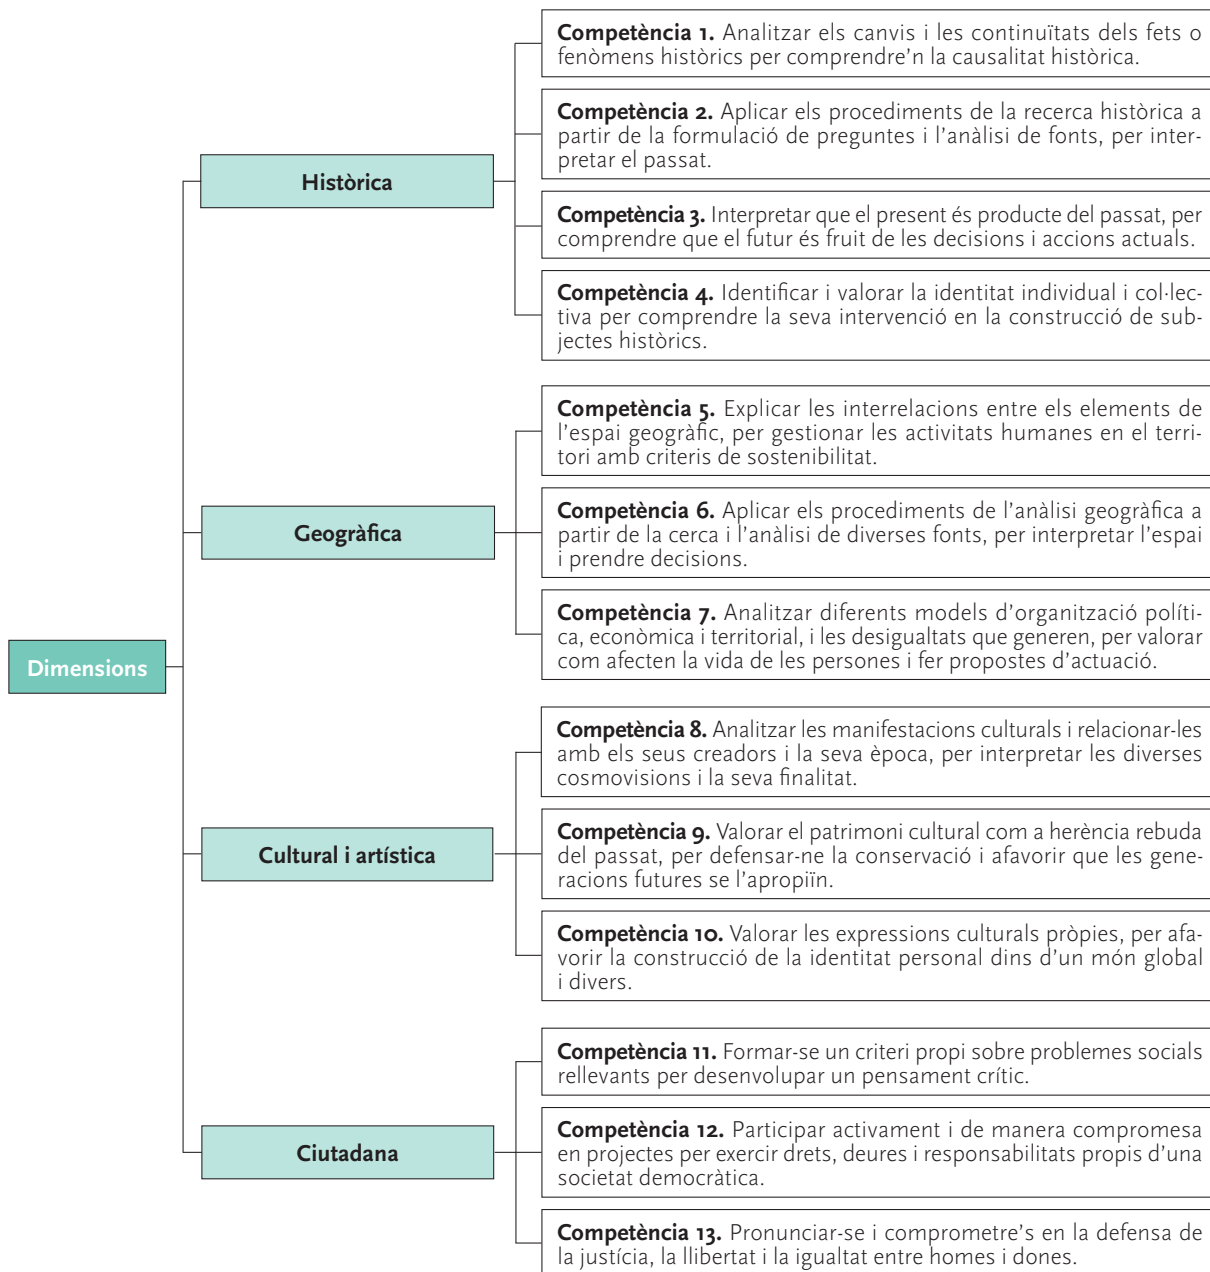 Competència 1. Analitzar els canvis i les continuïtats dels fets o
fenòmens històrics per comprendre’n la causalitat històrica.
Competència 2. Aplicar els procediments de la recerca històrica a
partir de la formulació de preguntes i l’anàlisi de fonts, per inter-
pretar el passat.
Històrica
Competència 3. Interpretar que el present és producte del passat, per
comprendre que el futur és fruit de les decisions i accions actuals.
Competència 4. Identificar i valorar la identitat individual i col·lec-
tiva per comprendre la seva intervenció en la construcció de sub-
jectes històrics.
Competència 5. Explicar les interrelacions entre els elements de
l’espai geogràfic, per gestionar les activitats humanes en el terri-
tori amb criteris de sostenibilitat.
Geogràfica
Competència 6. Aplicar els procediments de l’anàlisi geogràfica a
partir de la cerca i l’anàlisi de diverses fonts, per interpretar l’espai
i prendre decisions.
Competència 7. Analitzar diferents models d’organització políti-
ca, econòmica i territorial, i les desigualtats que generen, per valorar
com afecten la vida de les persones i fer propostes d’actuació.
Dimensions
Competència 8. Analitzar les manifestacions culturals i relacionar-les
amb els seus creadors i la seva època, per interpretar les diverses
cosmovisions i la seva finalitat.
Cultural i artística
Competència 9. Valorar el patrimoni cultural com a herència rebuda
del passat, per defensar-ne la conservació i afavorir que les gene-
racions futures se l’apropiïn.
Competència 10. Valorar les expressions culturals pròpies, per afa-
vorir la construcció de la identitat personal dins d’un món global
i divers.
Competència 11. Formar-se un criteri propi sobre problemes socials
rellevants per desenvolupar un pensament crític.
Ciutadana
Competència 12. Participar activament i de manera compromesa
en projectes per exercir drets, deures i responsabilitats propis d’una
societat democràtica.
Competència 13. Pronunciar-se i comprometre’s en la defensa de
la justícia, la llibertat i la igualtat entre homes i dones.